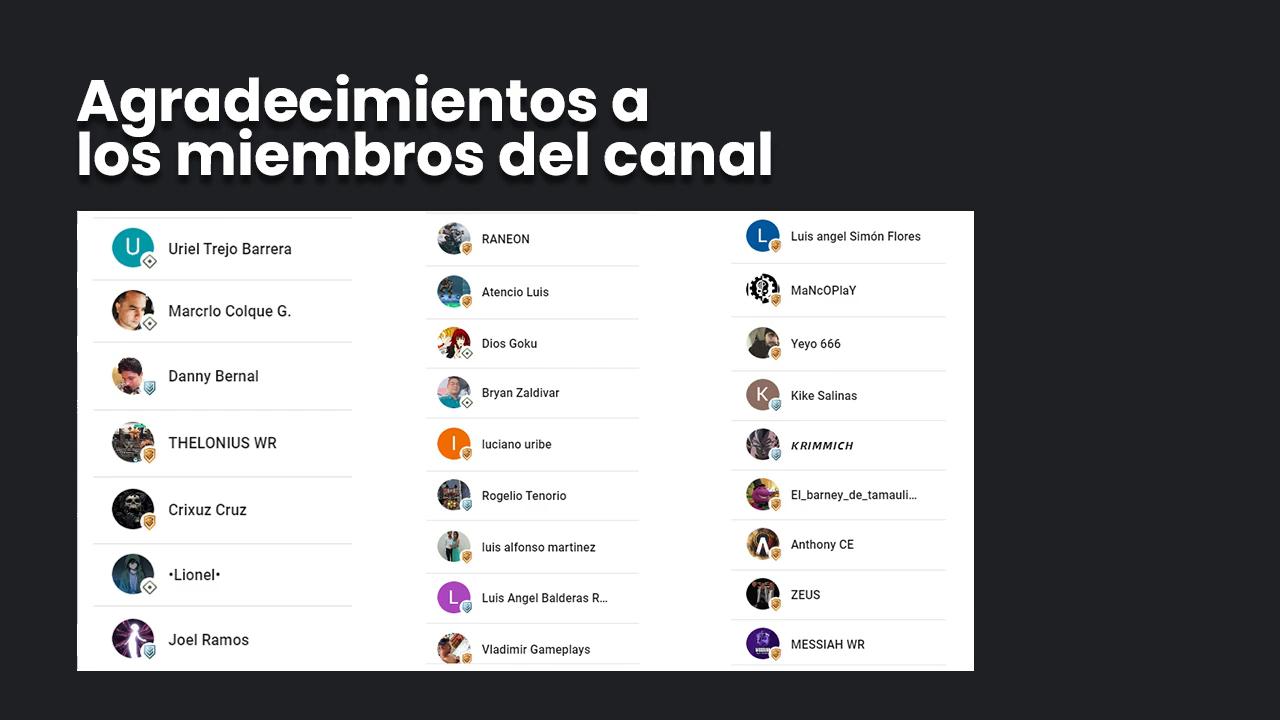 Agradecimientos a
los miembros del canal
U
Uriel Trejo Barrera
Marcrlo Colque G.
Danny Bernal
THELONIUS WR
Crixuz Cruz
•Lionel•
Joel Ramos
RANEON
Atencio Luis
Dios Goku
Bryan Zaldivar
l
luciano uribe
Rogelio Tenorio
luis alfonso martinez
L
Luis Angel Balderas R...
Vladimir Gameplays
L
Luis angel Simón Flores
MaNcOPlaY
Yeyo 666
K
Kike Salinas
KRIMMICH
El_barney_de_tamauli...
Anthony CE
ZEUS
MESSIAH WR